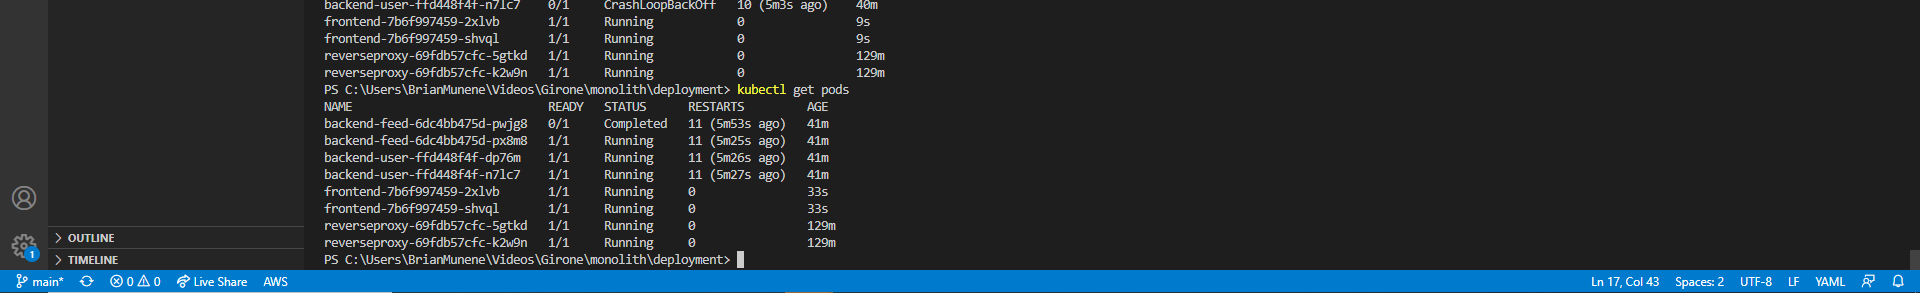 backend-user-ffd448f4f-n7lc7   0/1   CrashLoopBackOff   10 (5m3s ago)   40m
frontend-7b6f997459-2xlvb   1/1   Running   0   9s
frontend-7b6f997459-shvql   1/1   Running   0   9s
reverseproxy-69fdb57cfc-5gtkd   1/1   Running   0   129m
reverseproxy-69fdb57cfc-k2w9n   1/1   Running   0   129m
PS C:\Users\BrianMunene\Videos\Girone\monolith\deployment> kubectl get pods
NAME   READY   STATUS   RESTARTS   AGE
backend-feed-6dc4bb475d-pwjg8   0/1   Completed   11 (5m53s ago)   41m
backend-feed-6dc4bb475d-px8m8   1/1   Running   11 (5m25s ago)   41m
backend-user-ffd448f4f-dp76m   1/1   Running   11 (5m26s ago)   41m
backend-user-ffd448f4f-n7lc7   1/1   Running   11 (5m27s ago)   41m
frontend-7b6f997459-2xlvb   1/1   Running   0   33s
frontend-7b6f997459-shvql   1/1   Running   0   33s
reverseproxy-69fdb57cfc-5gtkd   1/1   Running   0   129m
reverseproxy-69fdb57cfc-k2w9n   1/1   Running   0   129m
PS C:\Users\BrianMunene\Videos\Girone\monolith\deployment>
OUTLINE
TIMELINE
1
main*   0   0   Live Share   AWS   Ln 17, Col 43   Spaces: 2   UTF-8   LF   YAML